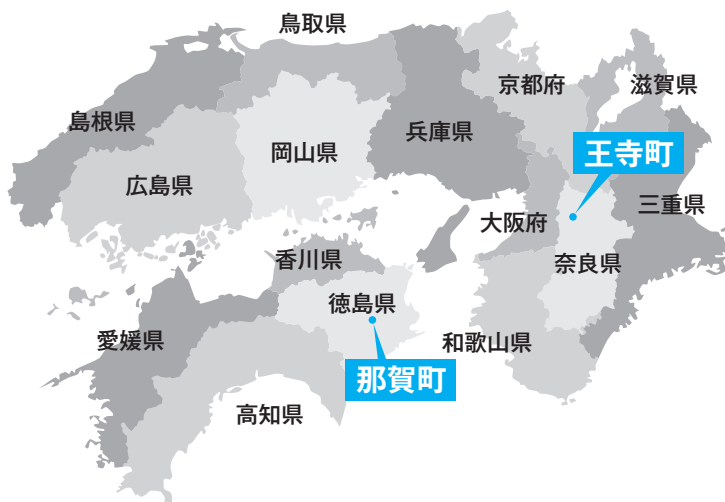 鳥取県
京都府
滋賀県
島根県
兵庫県
岡山県
王寺町
広島県
三重県
大阪府
香川県
奈良県
徳島県
愛媛県
和歌山県
那賀町
高知県